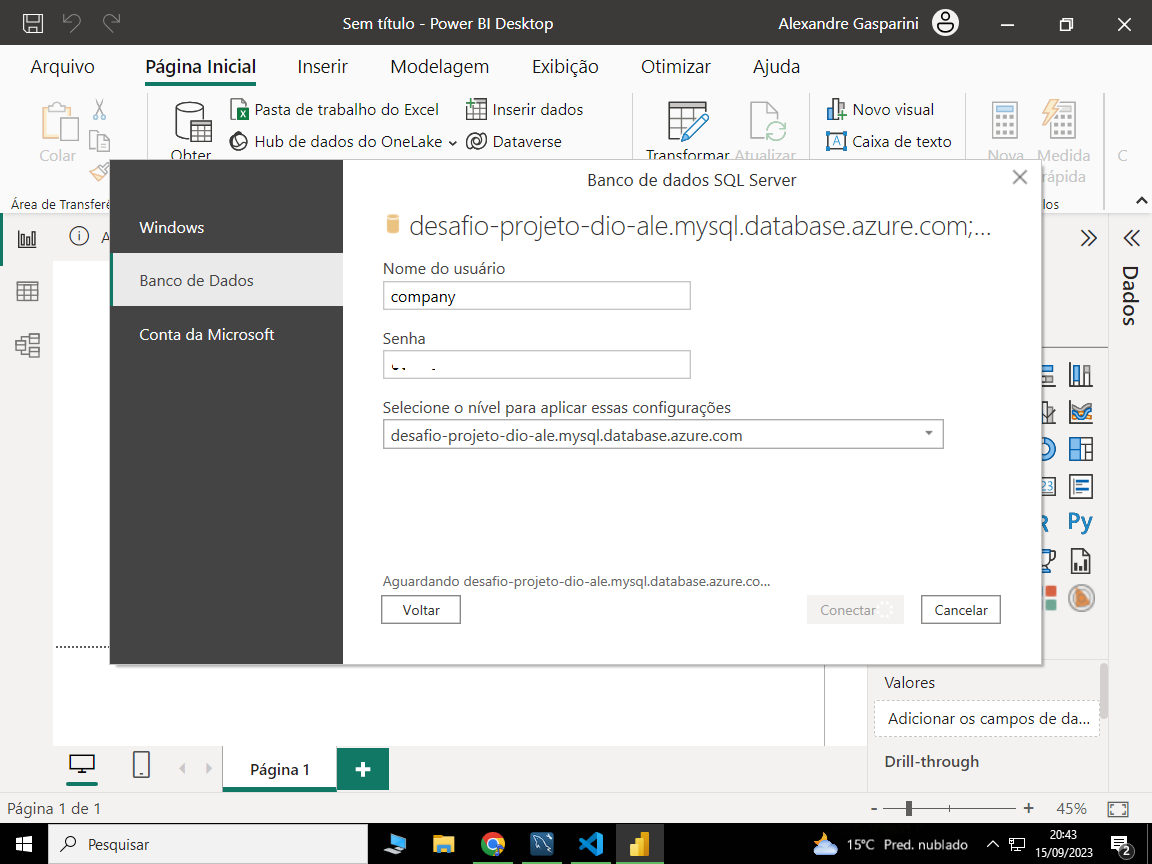 Sem título - Power BI Desktop
Alexandre Gasparini
Arquivo Página Inicial Inserir Modelagem Exibição Otimizar Ajuda
Colar
Obter
Pasta de trabalho do Excel
Hub de dados do OneLake
Inserir dados
Dataverse
Transformar
Atualizar
Novo visual
Caixa de texto
Nova
Medida
rápida
C
Área de Transferê
los
A
Banco de dados SQL Server
Windows
Banco de Dados
Conta da Microsoft
desafio-projeto-dio-ale.mysql.database.azure.com;...
Nome do usuário
company
Senha
Selecione o nível para aplicar essas configurações
desafio-projeto-dio-ale.mysql.database.azure.com
Aguardando desafio-projeto-dio-ale.mysql.database.azure.co...
Voltar
Conectar
Cancelar
Dados
123
R
Py
Valores
Adicionar os campos de da...
Drill-through
Página 1
+
Página 1 de 1
- + 45%
Pesquisar
15°C Pred. nublado
20:43
15/09/2023
2